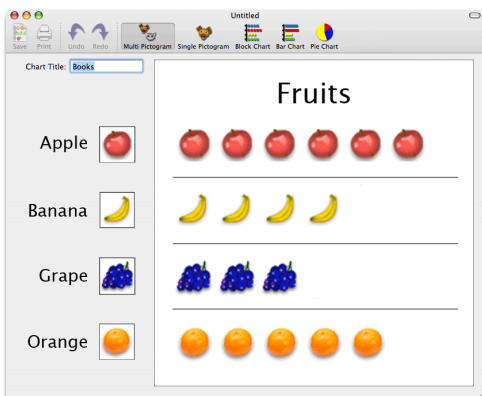 Untitled
Save Print Undo Redo Multi Pictogram Single Pictogram Block Chart Bar Chart Pie Chart
Chart Title: Books
Fruits
Apple
Banana
Grape
Orange